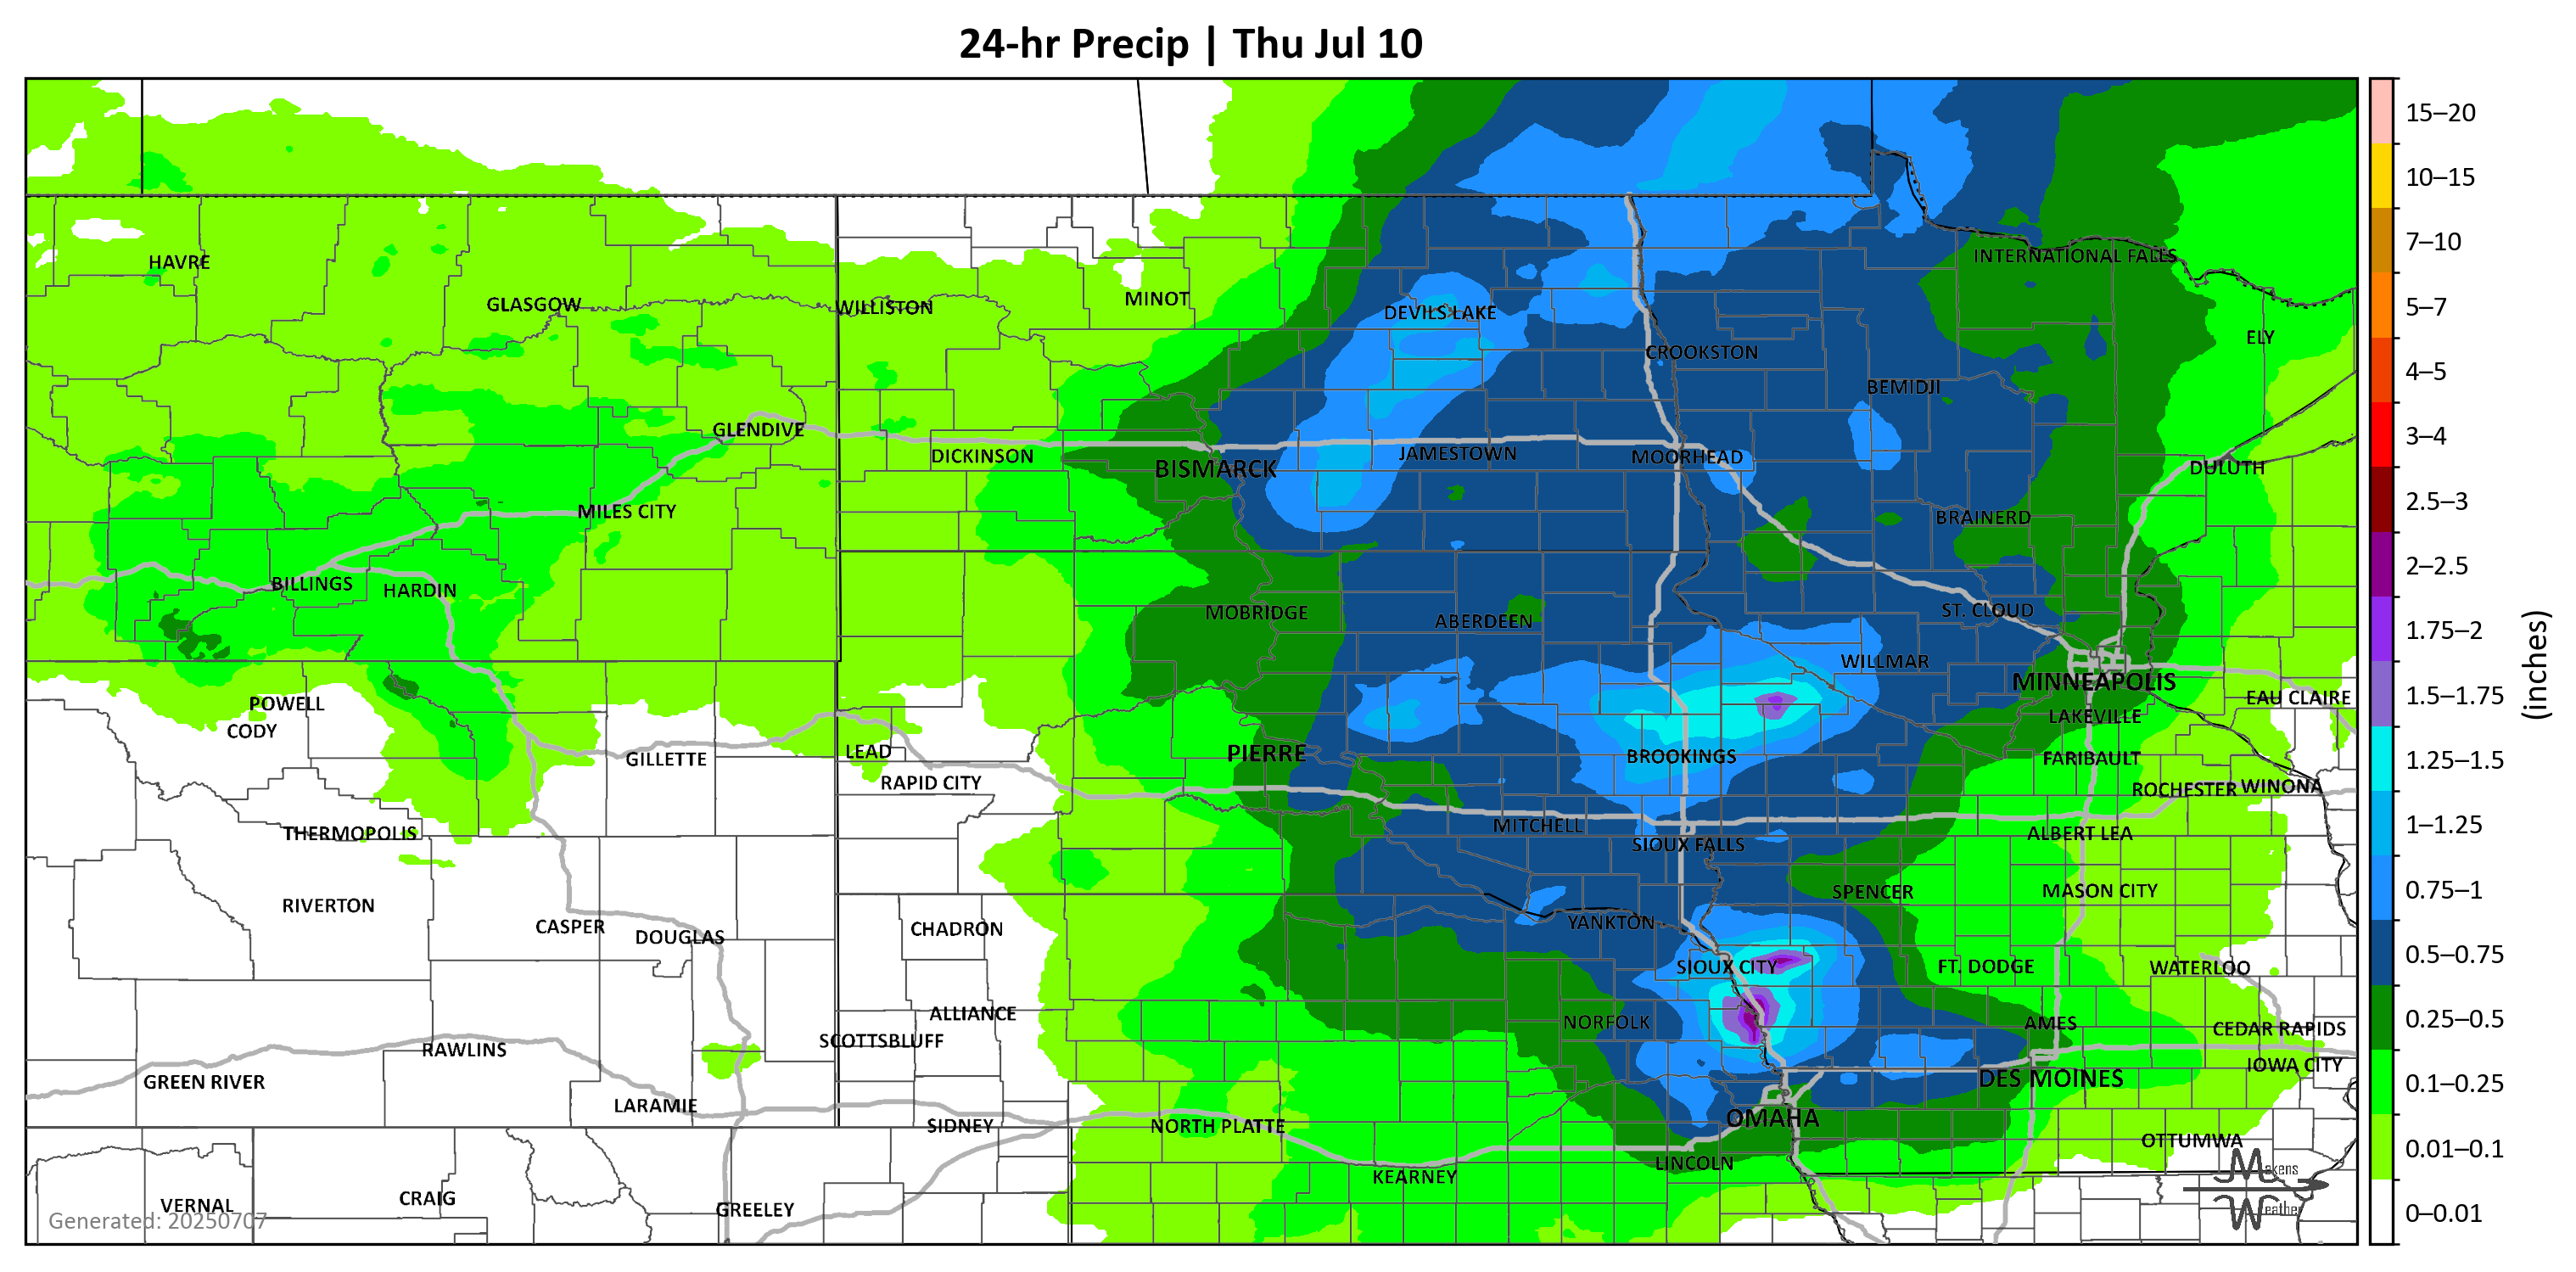 24-hr Precip | Thu Jul 10
15–20
10–15
7–10
5–7
4–5
3–4
2.5–3
2–2.5
1.75–2
1.5–1.75
1.25–1.5
1–1.25
0.75–1
0.5–0.75
0.25–0.5
0.1–0.25
0.01–0.1
0–0.01
(inches)
HAVRE
INTERNATIONAL FALLS
GLASGOW
WILLISTON
MINOT
DEVILS LAKE
ELY
CROOKSTON
BEMIDJI
GLENDIVE
DICKINSON
BISMARCK
JAMESTOWN
MOORHEAD
DULUTH
MILES CITY
BRAINERD
BILLINGS
HARDIN
MOBRIDGE
ABERDEEN
ST. CLOUD
WILLMAR
MINNEAPOLIS
POWELL
EAU CLAIRE
CODY
LAKEVILLE
LEAD
GILLETTE
PIERRE
BROOKINGS
FARIBAULT
RAPID CITY
ROCHESTER
WINONA
THERMOPOLIS
MITCHELL
ALBERT LEA
SIOUX FALLS
RIVERTON
SPENCER
MASON CITY
CASPER
DOUGLAS
CHADRON
YANKTON
SIOUX CITY
FT. DODGE
WATERLOO
ALLIANCE
NORFOLK
AMES
CEDAR RAPIDS
SCOTTSBLUFF
RAWLINS
IOWA CITY
GREEN RIVER
DES MOINES
LARAMIE
SIDNEY
NORTH PLATTE
OMAHA
OTTUMWA
LINCOLN
KEARNEY
VERNAL
CRAIG
GREELEY
Generated: 20250707
Makens
Weather